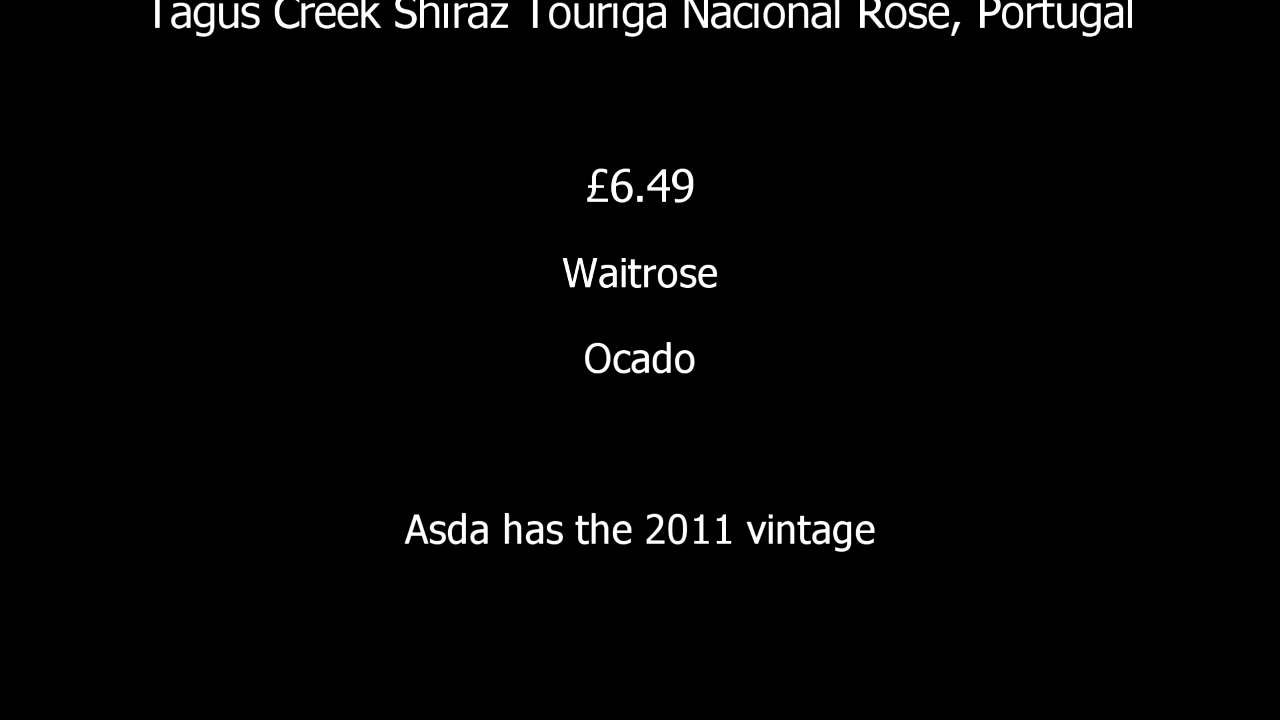 Tagus Creek Shiraz Touriga Nacional Rose, Portugal
£6.49
Waitrose
Ocado
Asda has the 2011 vintage